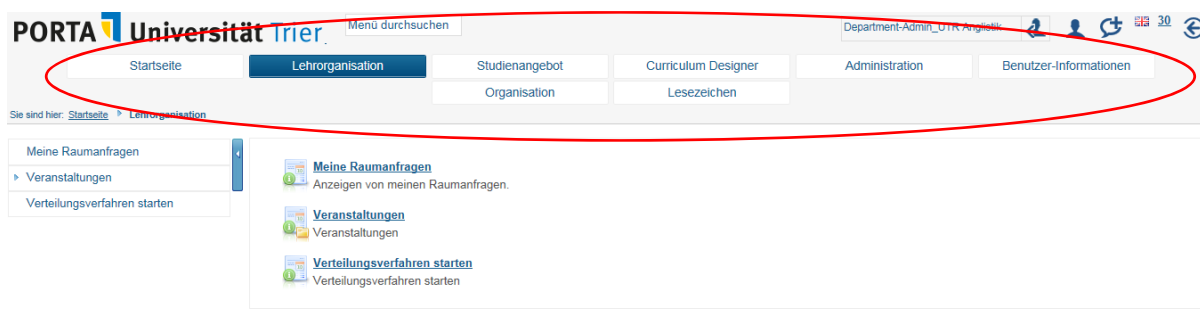 PORTA Universität Trier Menü durchsuchen Department-Admin_UTR Anglistik 30
Startseite Lehrorganisation Studienangebot Curriculum Designer Administration Benutzer-Informationen
Organisation Lesezeichen
Sie sind hier: Startseite Lehrorganisation
Meine Raumanfragen
Veranstaltungen
Verteilungsverfahren starten
Meine Raumanfragen
Anzeigen von meinen Raumanfragen.
Veranstaltungen
Veranstaltungen
Verteilungsverfahren starten
Verteilungsverfahren starten